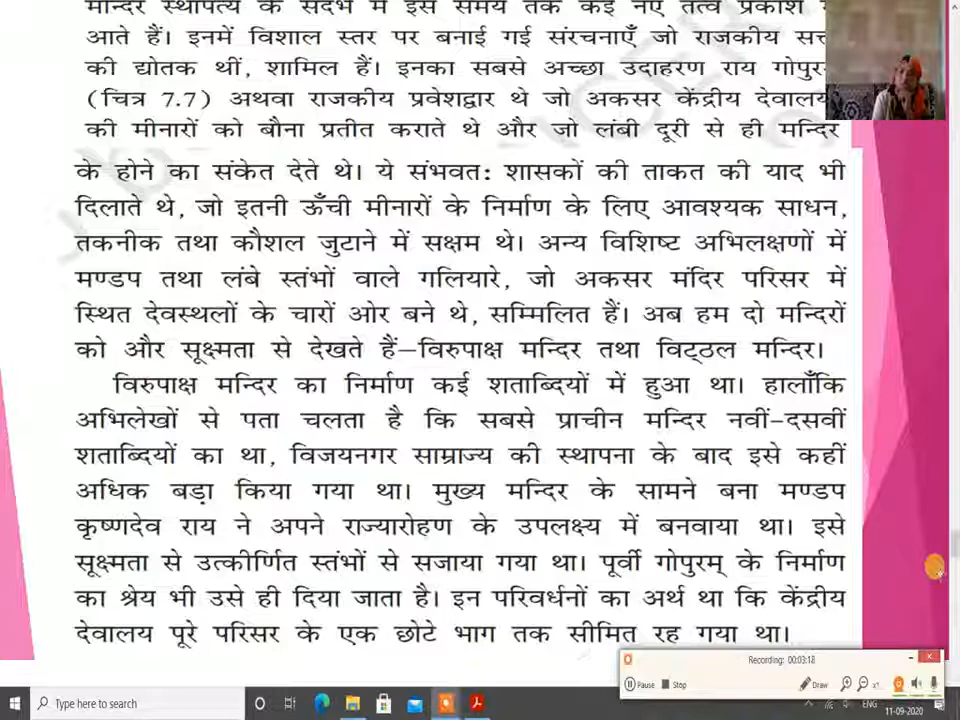 मन्दिर स्थापत्य के संदर्भ में इस समय तक कई नए तत्व प्रकाश
आते हैं। इनमें विशाल स्तर पर बनाई गई संरचनाएँ जो राजकीय
की द्योतक थीं, शामिल हैं। इनका सबसे अच्छा उदाहरण राय
(चित्र 7.7) अथवा राजकीय प्रवेशद्वार थे जो अकसर केंद्रीय
की मीनारों को बौना प्रतीत कराते थे और जो लंबी दूरी से ही मन्दिर
के होने का संकेत देते थे। ये संभवत: शासकों की ताकत की याद भी
दिलाते थे, जो इतनी ऊँची मीनारों के निर्माण के लिए आवश्यक साधन,
तकनीक तथा कौशल जुटाने में सक्षम थे। अन्य विशिष्ट अभिलक्षणों में
मण्डप तथा लंबे स्तंभों वाले गलियारे, जो अकसर मंदिर परिसर में
स्थित देवस्थलों के चारों ओर बने थे, सम्मिलित हैं। अब हम दो मन्दिरों
को और सूक्ष्मता से देखते हैं–विरुपाक्ष मन्दिर तथा विट्ठल मन्दिर।
विरुपाक्ष मन्दिर का निर्माण कई शताब्दियों में हुआ था। हालाँकि
अभिलेखों से पता चलता है कि सबसे प्राचीन मन्दिर नवीं-दसवीं
शताब्दियों का था, विजयनगर साम्राज्य की स्थापना के बाद इसे कहीं
अधिक बड़ा किया गया था। मुख्य मन्दिर के सामने बना मण्डप
कृष्णदेव राय ने अपने राज्यारोहण के उपलक्ष्य में बनवाया था। इसे
सूक्ष्मता से उत्कीर्णित स्तंभों से सजाया गया था। पूर्वी गोपुरम् के निर्माण
का श्रेय भी उसे ही दिया जाता है। इन परिवर्धनों का अर्थ था कि केंद्रीय
देवालय पूरे परिसर के एक छोटे भाग तक सीमित रह गया था।
Recording: 00:03:18
Pause Stop Draw x1
Type here to search
ENG
11-09-2020